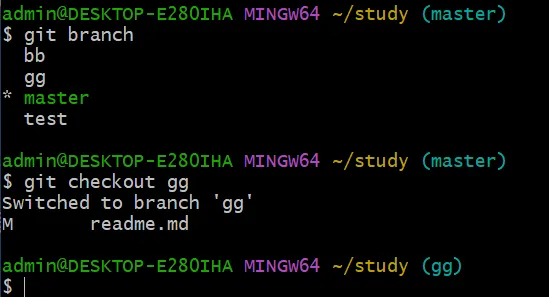 admin@DESKTOP-E280IHA MINGW64 ~/study (master)
$ git branch
  bb
  gg
* master
  test
admin@DESKTOP-E280IHA MINGW64 ~/study (master)
$ git checkout gg
Switched to branch 'gg'
M       readme.md
admin@DESKTOP-E280IHA MINGW64 ~/study (gg)
$